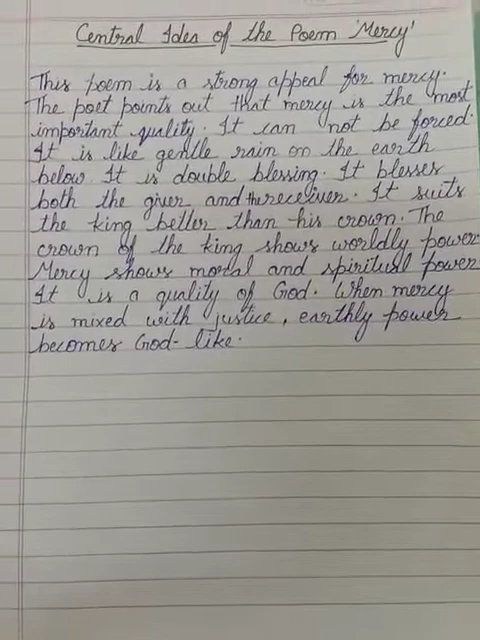 Central Idea of the Poem 'Mercy'
This poem is a strong appeal for mercy.
The poet points out that mercy is the most
important quality. It can not be forced.
It is like gentle rain on the earth
below. It is double blessing. It blesses
both the giver and the receiver. It suits
the king better than his crown. The
crown of the king shows worldly power
Mercy shows moral and spiritual power
It is a quality of God. When mercy
is mixed with justice, earthly power
becomes God-like.